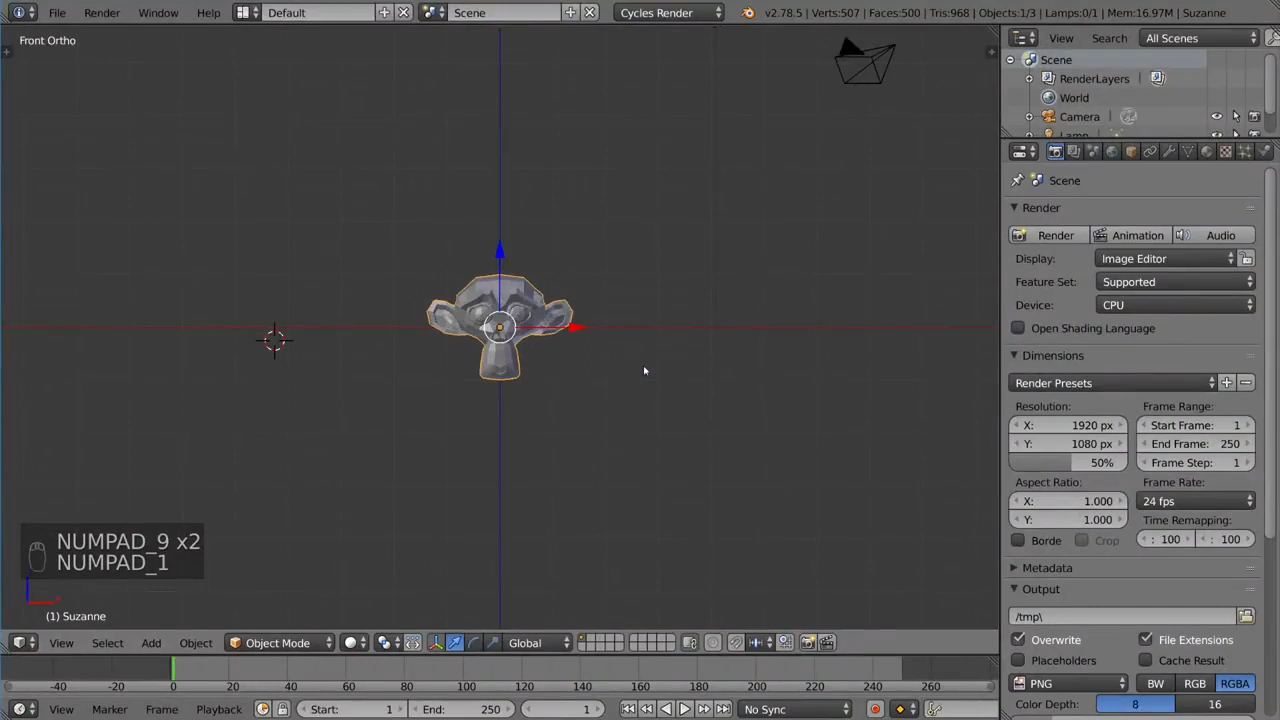 File Render Window Help Default Scene Cycles Render v2.78.5 | Verts:507 | Faces:500 | Tris:968 | Objects:1/3 | Lamps:0/1 | Mem:16.97M | Suzanne
Front Ortho
View Search All Scenes
Scene
RenderLayers
World
Camera
Lamp
Scene
Render
Render Animation Audio
Display: Image Editor
Feature Set: Supported
Device: CPU
Open Shading Language
Dimensions
Render Presets
Resolution: Frame Range:
X: 1920 px Start Frame: 1
Y: 1080 px End Frame: 250
50% Frame Step: 1
Aspect Ratio: Frame Rate:
X: 1.000 24 fps
Y: 1.000 Time Remapping:
Borde Crop : 100 : 100
Metadata
Output
/tmp\
Overwrite File Extensions
Placeholders Cache Result
PNG BW RGB RGBA
Color Depth: 8 16
NUMPAD_9 x2
NUMPAD_1
(1) Suzanne
View Select Add Object Object Mode Global
-40 -20 0 20 40 60 80 100 120 140 160 180 200 220 240 260
View Marker Frame Playback Start: 1 End: 250 1 No Sync